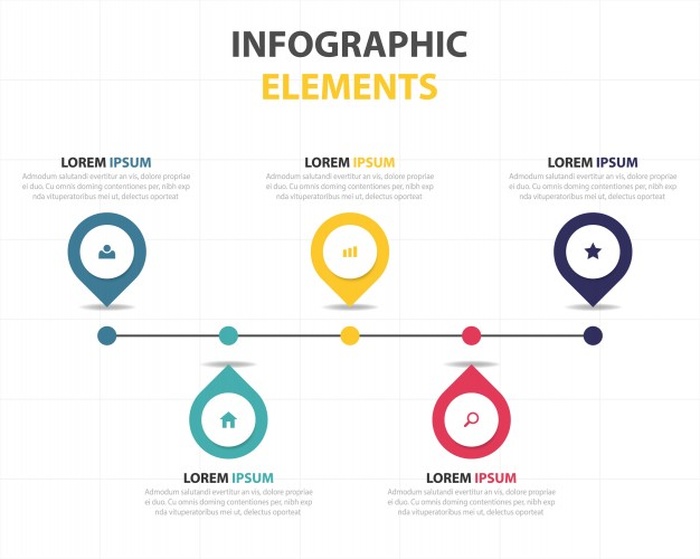 INFOGRAPHIC
ELEMENTS
LOREM IPSUM
Admodum salutandi evertitur an vis, dolore propriae
ei duo. Cu omnis doming contentiones per, nibh exp
nda vituperatoribus mei ut, delectus oporteat
LOREM IPSUM
Admodum salutandi evertitur an vis, dolore propriae
ei duo. Cu omnis doming contentiones per, nibh exp
nda vituperatoribus mei ut, delectus oporteat
LOREM IPSUM
Admodum salutandi evertitur an vis, dolore propriae
ei duo. Cu omnis doming contentiones per, nibh exp
nda vituperatoribus mei ut, delectus oporteat
LOREM IPSUM
Admodum salutandi evertitur an vis, dolore propriae
ei duo. Cu omnis doming contentiones per, nibh exp
nda vituperatoribus mei ut, delectus oporteat
LOREM IPSUM
Admodum salutandi evertitur an vis, dolore propriae
ei duo. Cu omnis doming contentiones per, nibh exp
nda vituperatoribus mei ut, delectus oporteat